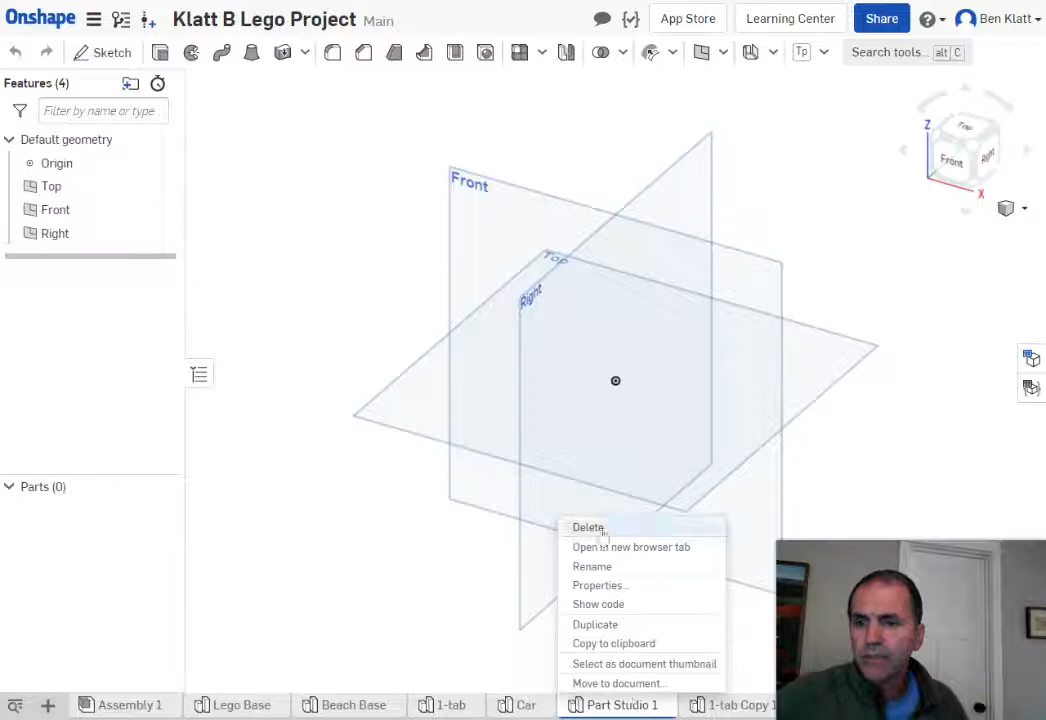 Onshape Klatt B Lego Project Main App Store Learning Center Share Ben Klatt
Sketch Tp Search tools... alt C
Features (4)
Filter by name or type
Default geometry
Origin
Top
Front
Right
Parts (0)
Front
Top
Right
Z
Top
Front
Right
X
Delete
Open in new browser tab
Rename
Properties...
Show code
Duplicate
Copy to clipboard
Select as document thumbnail
Move to document...
Assembly 1 Lego Base Beach Base 1-tab Car Part Studio 1 1-tab Copy 1